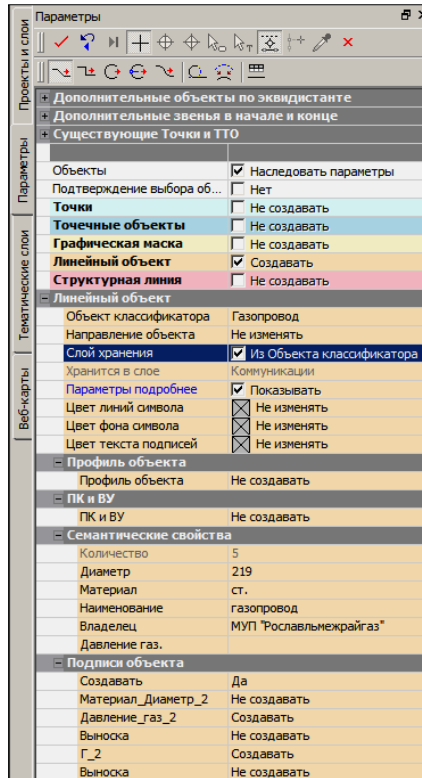 Параметры
Проекты и слои
Параметры
Тематические слои
Веб-карты
Дополнительные объекты по эквидистанте
Дополнительные звенья в начале и конце
Существующие Точки и ТТО
Объекты Наследовать параметры
Подтверждение выбора об... Нет
Точки Не создавать
Точечные объекты Не создавать
Графическая маска Не создавать
Линейный объект Создавать
Структурная линия Не создавать
Линейный объект
Объект классификатора Газопровод
Направление объекта Не изменять
Слой хранения Из Объекта классификатора
Хранится в слое Коммуникации
Параметры подробнее Показывать
Цвет линий символа Не изменять
Цвет фона символа Не изменять
Цвет текста подписей Не изменять
Профиль объекта
Профиль объекта Не создавать
ПК и ВУ
ПК и ВУ Не создавать
Семантические свойства
Количество 5
Диаметр 219
Материал ст.
Наименование газопровод
Владелец МУП "Рославльмежрайгаз"
Давление газ.
Подписи объекта
Создавать Да
Материал_Диаметр_2 Не создавать
Давление_газ_2 Создавать
Выноска Не создавать
Г_2 Создавать
Выноска Не создавать